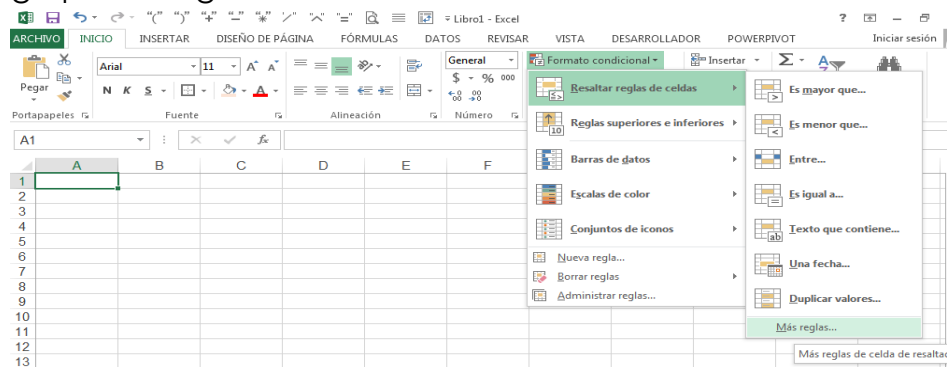 Libro1 - Excel
ARCHIVO INICIO INSERTAR DISEÑO DE PÁGINA FÓRMULAS DATOS REVISAR VISTA DESARROLLADOR POWERPIVOT Iniciar sesión
Arial 11 General Formato condicional Insertar
Pegar N K S $ % 000
Portapapeles Fuente Alineación Número
A1 fx
A B C D E F
1
2
3
4
5
6
7
8
9
10
11
12
13
Resaltar reglas de celdas
Reglas superiores e inferiores
Barras de datos
Escalas de color
Conjuntos de iconos
Nueva regla...
Borrar reglas
Administrar reglas...
Es mayor que...
Es menor que...
Entre...
Es igual a...
Texto que contiene...
Una fecha...
Duplicar valores...
Más reglas...
Más reglas de celda de resaltad